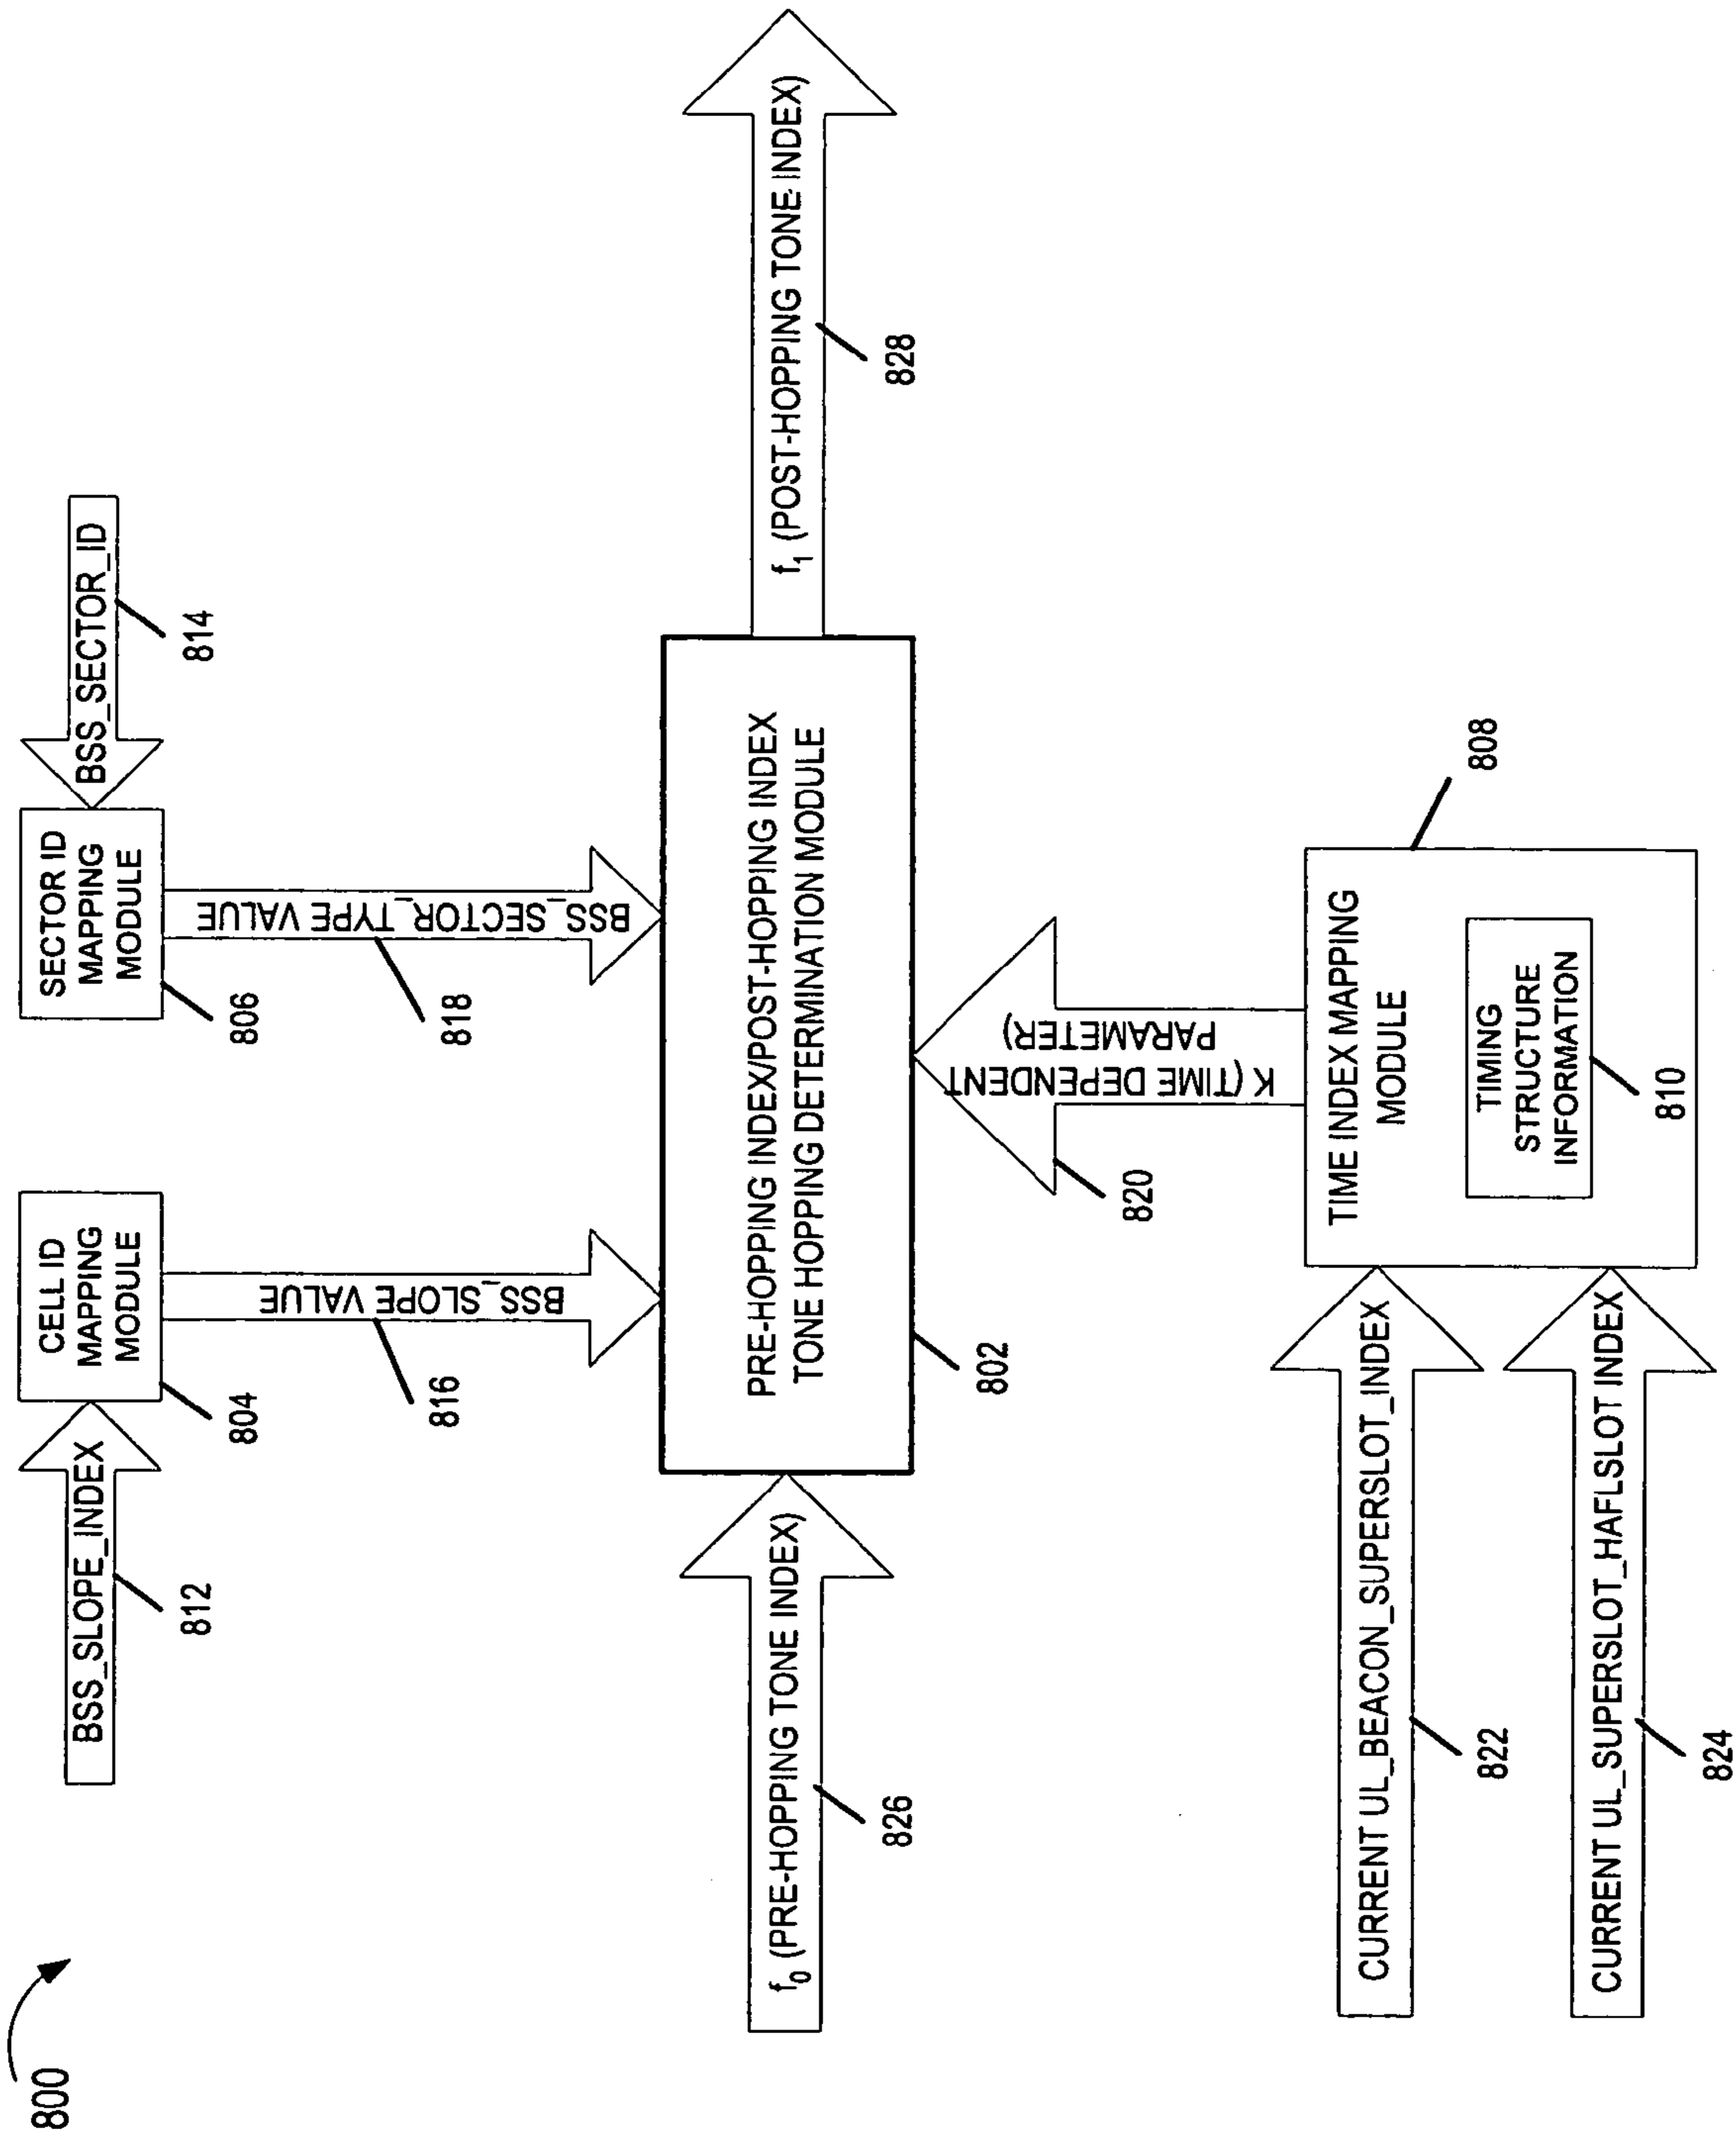 800
BSS_SLOPE_INDEX
812
CELL ID
MAPPING
MODULE
804
BSS_SLOPE VALUE
816
SECTOR ID
MAPPING
MODULE
806
BSS_SECTOR_ID
814
BSS_SECTOR_TYPE VALUE
818
f0 (PRE-HOPPING TONE INDEX)
826
PRE-HOPPING INDEX/POST-HOPPING INDEX
TONE HOPPING DETERMINATION MODULE
802
f1 (POST-HOPPING TONE INDEX)
828
K (TIME DEPENDENT
PARAMETER)
820
CURRENT UL_BEACON_SUPERSLOT_INDEX
822
CURRENT UL_SUPERSLOT_HAFLSLOT INDEX
824
TIME INDEX MAPPING
MODULE
808
TIMING
STRUCTURE
INFORMATION
810